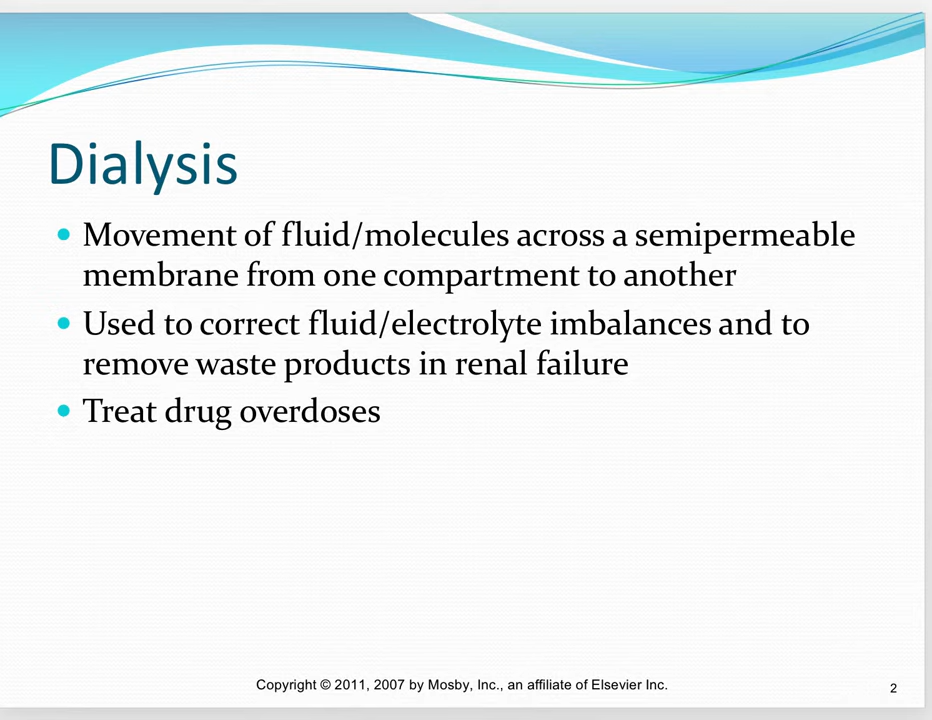 Dialysis
• Movement of fluid/molecules across a semipermeable
membrane from one compartment to another
• Used to correct fluid/electrolyte imbalances and to
remove waste products in renal failure
• Treat drug overdoses
Copyright © 2011, 2007 by Mosby, Inc., an affiliate of Elsevier Inc.
2